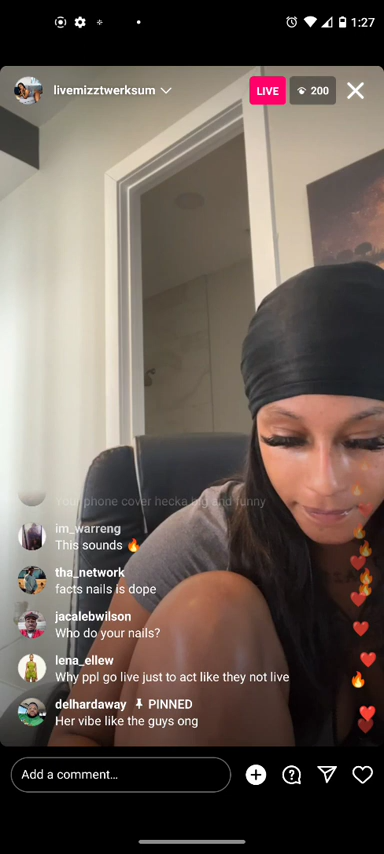 1:27
livemizztwerksum
LIVE
200
Your phone cover hecka big and funny
im_warreng
This sounds 🔥
tha_network
facts nails is dope
jacalebwilson
Who do your nails?
lena_ellew
Why ppl go live just to act like they not live
delhardaway PINNED
Her vibe like the guys ong
Add a comment...